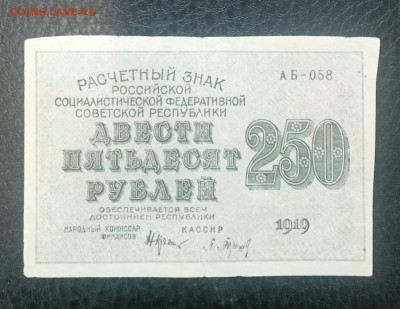 COINS.LAVE.RU
РАСЧЕТНЫЙ ЗНАК
РОССИЙСКОЙ
СОЦИАЛИСТИЧЕСКОЙ ФЕДЕРАТИВНОЙ
СОВЕТСКОЙ РЕСПУБЛИКИ
АБ-058
ДВЕСТИ
ПЯТЬДЕСЯТ
РУБЛЕЙ
250
ОБЕСПЕЧИВАЕТСЯ ВСЕМ
ДОСТОЯНИЕМ РЕСПУБЛИКИ
1919
НАРОДНЫЙ КОМИССАР
ФИНАНСОВ
КАССИР